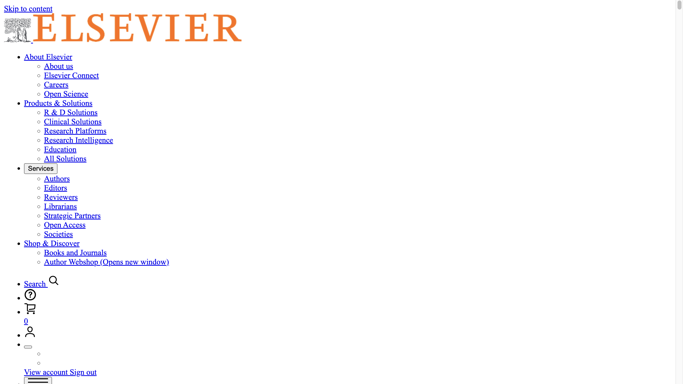 Skip to content
ELSEVIER
About Elsevier
About us
Elsevier Connect
Careers
Open Science
Products & Solutions
R & D Solutions
Clinical Solutions
Research Platforms
Research Intelligence
Education
All Solutions
Services
Authors
Editors
Reviewers
Librarians
Strategic Partners
Open Access
Societies
Shop & Discover
Books and Journals
Author Webshop (Opens new window)
Search
0
View account Sign out